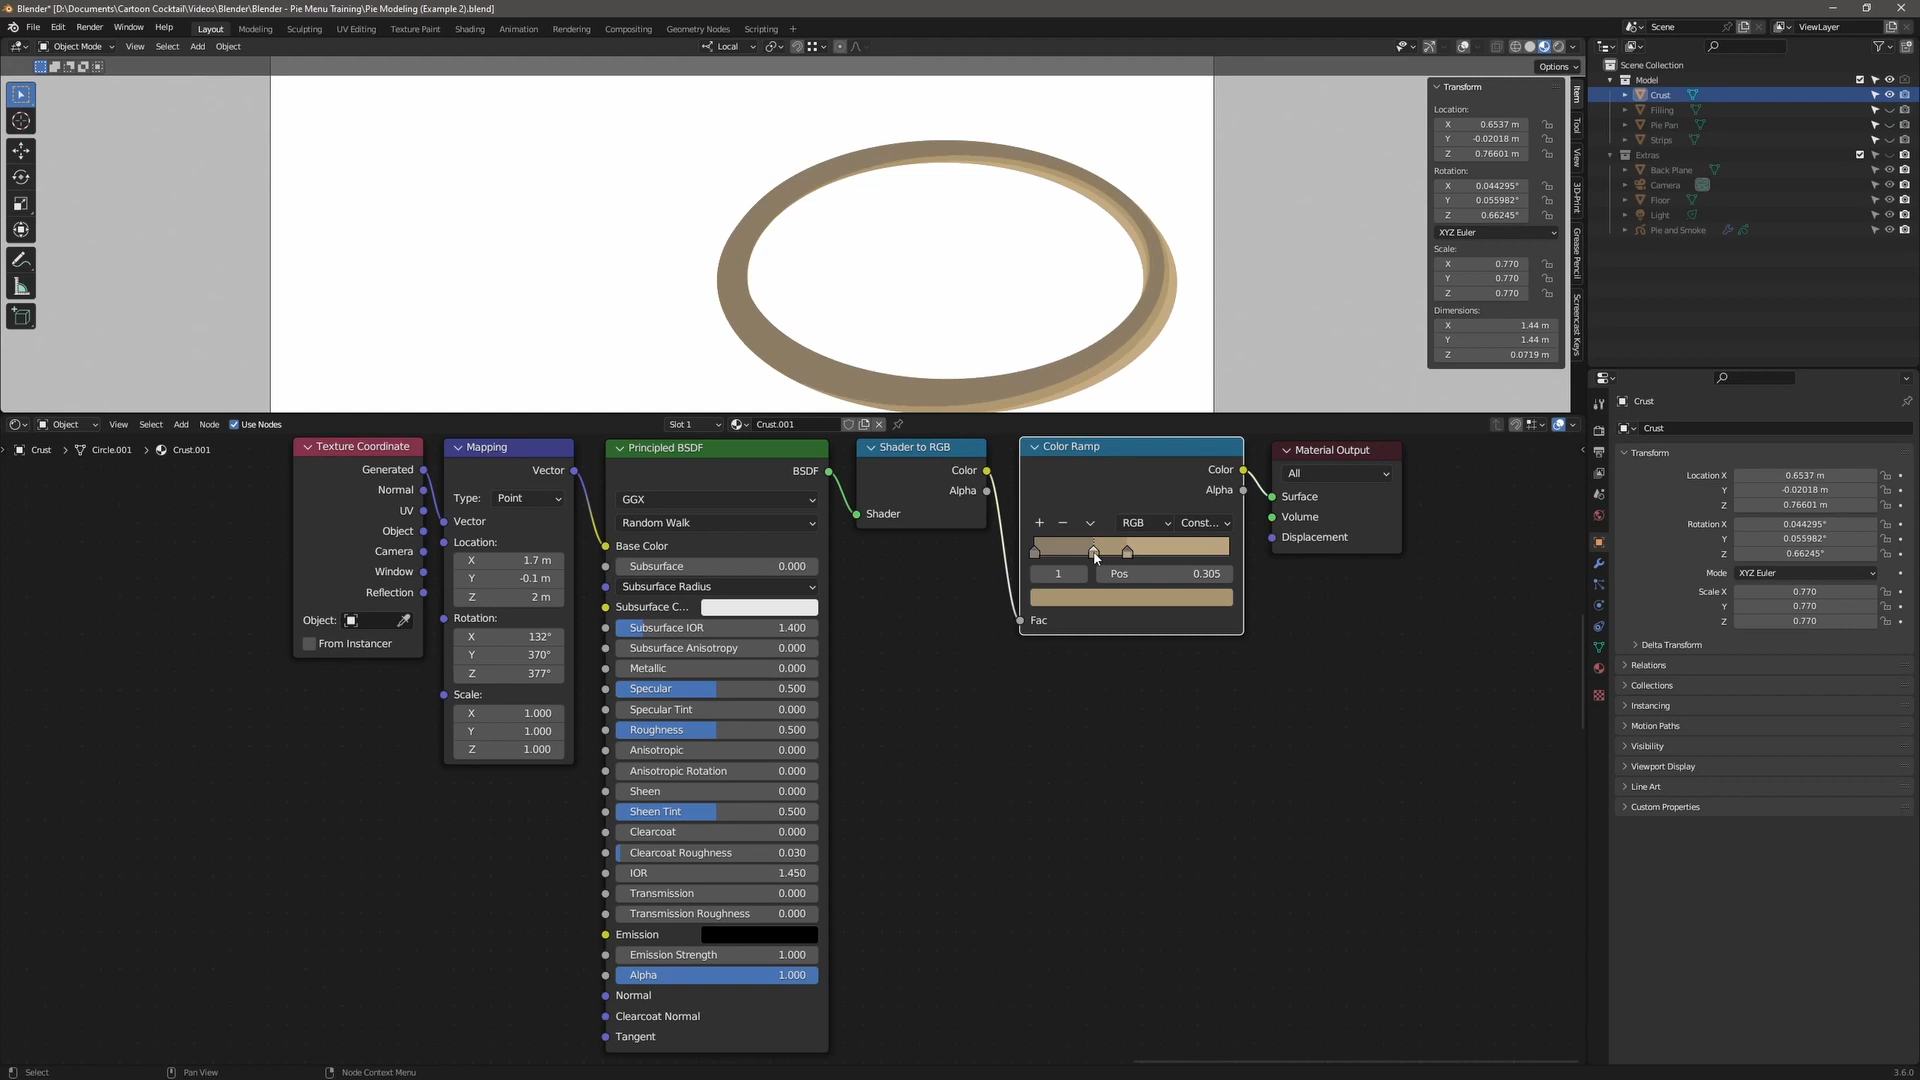 Blender* [D:\Documents\Cartoon Cocktail\Videos\Blender\Blender - Pie Menu Training\Pie Modeling (Example 2).blend]
File Edit Render Window Help Layout Modeling Sculpting UV Editing Texture Paint Shading Animation Rendering Compositing Geometry Nodes Scripting + Scene ViewLayer
Object Mode View Select Add Object Local
Options
Transform
Location:
X 0.6537 m
Y -0.02018 m
Z 0.76601 m
Rotation:
X 0.044295°
Y 0.055982°
Z 0.66245°
XYZ Euler
Scale:
X 0.770
Y 0.770
Z 0.770
Dimensions:
X 1.44 m
Y 1.44 m
Z 0.0719 m
Item
Tool
View
3D-Print
Grease Pencil
Screencast Keys
Scene Collection
Model
Crust
Filling
Pie Pan
Strips
Extras
Back Plane
Camera
Floor
Light
Pie and Smoke
Object View Select Add Node Use Nodes Slot 1 Crust.001
Crust Circle.001 Crust.001
Texture Coordinate
Generated
Normal
UV
Object
Camera
Window
Reflection
Object:
From Instancer
Mapping
Vector
Type: Point
Vector
Location:
X 1.7 m
Y -0.1 m
Z 2 m
Rotation:
X 132°
Y 370°
Z 377°
Scale:
X 1.000
Y 1.000
Z 1.000
Principled BSDF
BSDF
GGX
Random Walk
Base Color
Subsurface 0.000
Subsurface Radius
Subsurface C...
Subsurface IOR 1.400
Subsurface Anisotropy 0.000
Metallic 0.000
Specular 0.500
Specular Tint 0.000
Roughness 0.500
Anisotropic 0.000
Anisotropic Rotation 0.000
Sheen 0.000
Sheen Tint 0.500
Clearcoat 0.000
Clearcoat Roughness 0.030
IOR 1.450
Transmission 0.000
Transmission Roughness 0.000
Emission
Emission Strength 1.000
Alpha 1.000
Normal
Clearcoat Normal
Tangent
Shader to RGB
Color
Alpha
Shader
Color Ramp
Color
Alpha
+ − RGB Const...
1 Pos 0.305
Fac
Material Output
All
Surface
Volume
Displacement
Crust
Crust
Transform
Location X 0.6537 m
Y -0.02018 m
Z 0.76601 m
Rotation X 0.044295°
Y 0.055982°
Z 0.66245°
Mode XYZ Euler
Scale X 0.770
Y 0.770
Z 0.770
Delta Transform
Relations
Collections
Instancing
Motion Paths
Visibility
Viewport Display
Line Art
Custom Properties
Select Pan View Node Context Menu 3.6.0